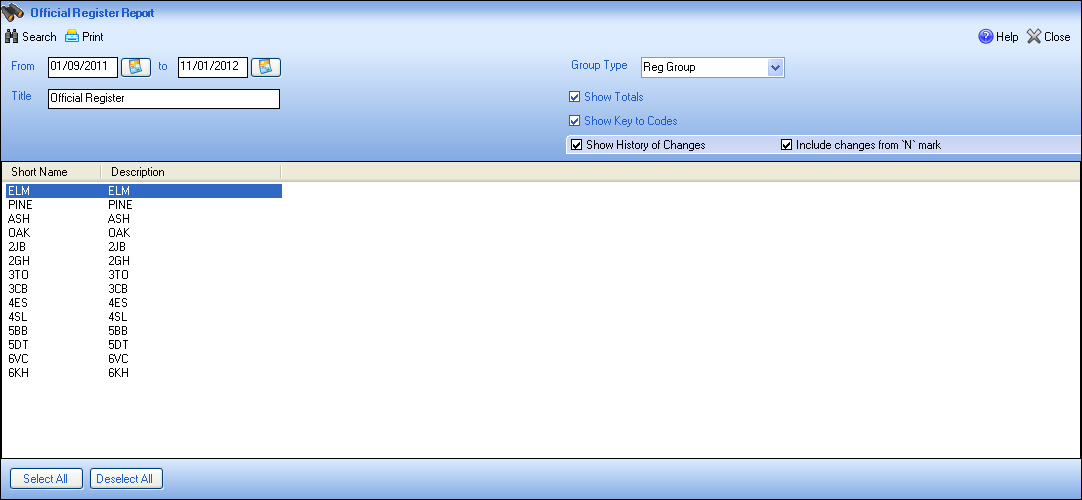 Official Register Report
Search Print Help Close
From 01/09/2011 to 11/01/2012 Group Type Reg Group
Title Official Register Show Totals
Show Key to Codes
Show History of Changes Include changes from `N` mark
Short Name Description
ELM ELM
PINE PINE
ASH ASH
OAK OAK
2JB 2JB
2GH 2GH
3TO 3TO
3CB 3CB
4ES 4ES
4SL 4SL
5BB 5BB
5DT 5DT
6VC 6VC
6KH 6KH
Select All Deselect All